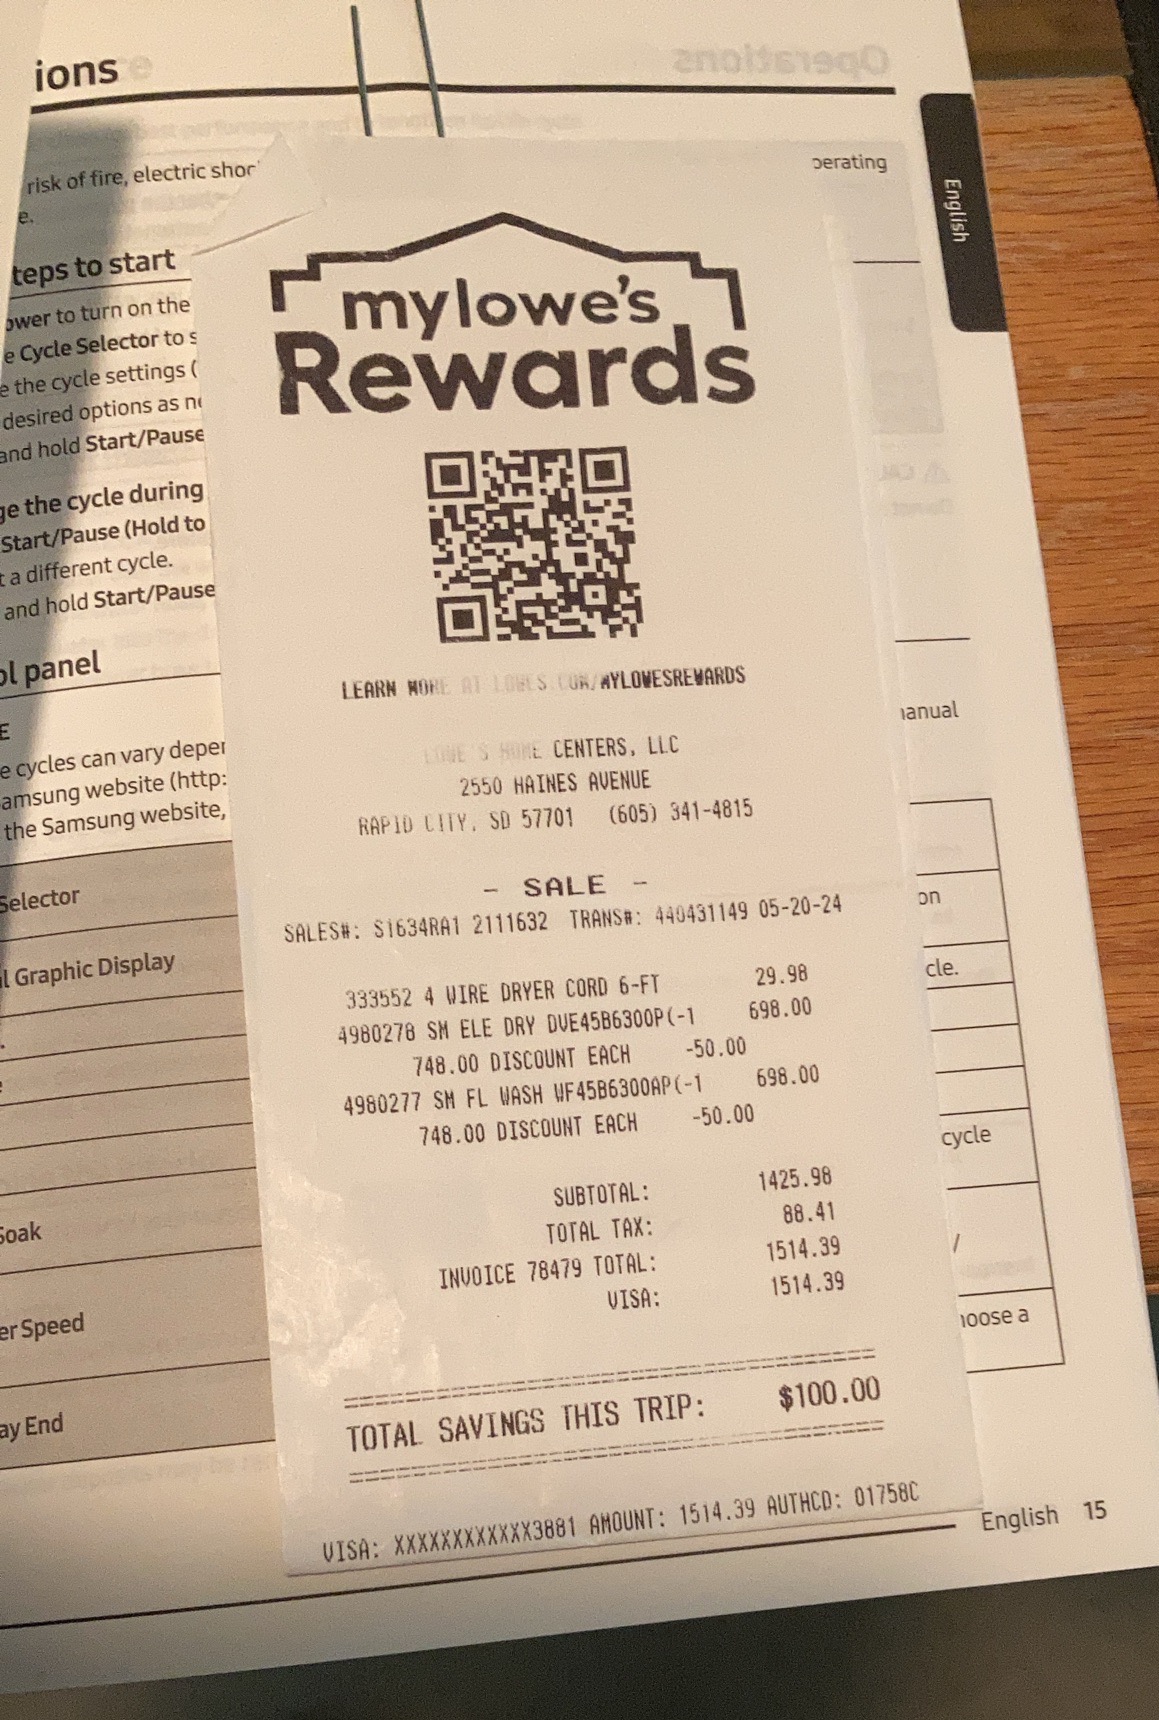 ions
risk of fire, electric shor
e.
teps to start
ower to turn on the
e Cycle Selector to s
e the cycle settings (
desired options as n
and hold Start/Pause
ge the cycle during
Start/Pause (Hold to
t a different cycle.
and hold Start/Pause
ol panel
E
e cycles can vary deper
amsung website (http:
the Samsung website,
Selector
l Graphic Display
Soak
er Speed
ay End
perating
English
mylowe's
Rewards
LEARN MORE AT LOWES.COM/MYLOWESREWARDS
LOWE'S HOME CENTERS, LLC
2550 HAINES AVENUE
RAPID CITY, SD 57701 (605) 341-4815
- SALE -
SALES#: S1634RA1 2111632 TRANS#: 440431149 05-20-24
333552 4 WIRE DRYER CORD 6-FT 29.98
4980278 SM ELE DRY DVE45B6300P(-1 698.00
748.00 DISCOUNT EACH -50.00
4980277 SM FL WASH WF45B6300AP(-1 698.00
748.00 DISCOUNT EACH -50.00
SUBTOTAL: 1425.98
TOTAL TAX: 88.41
INVOICE 78479 TOTAL: 1514.39
VISA: 1514.39
TOTAL SAVINGS THIS TRIP: $100.00
VISA: XXXXXXXXXXXX3881 AMOUNT: 1514.39 AUTHCD: 01758C
anual
on
cle.
cycle
/
hoose a
English 15